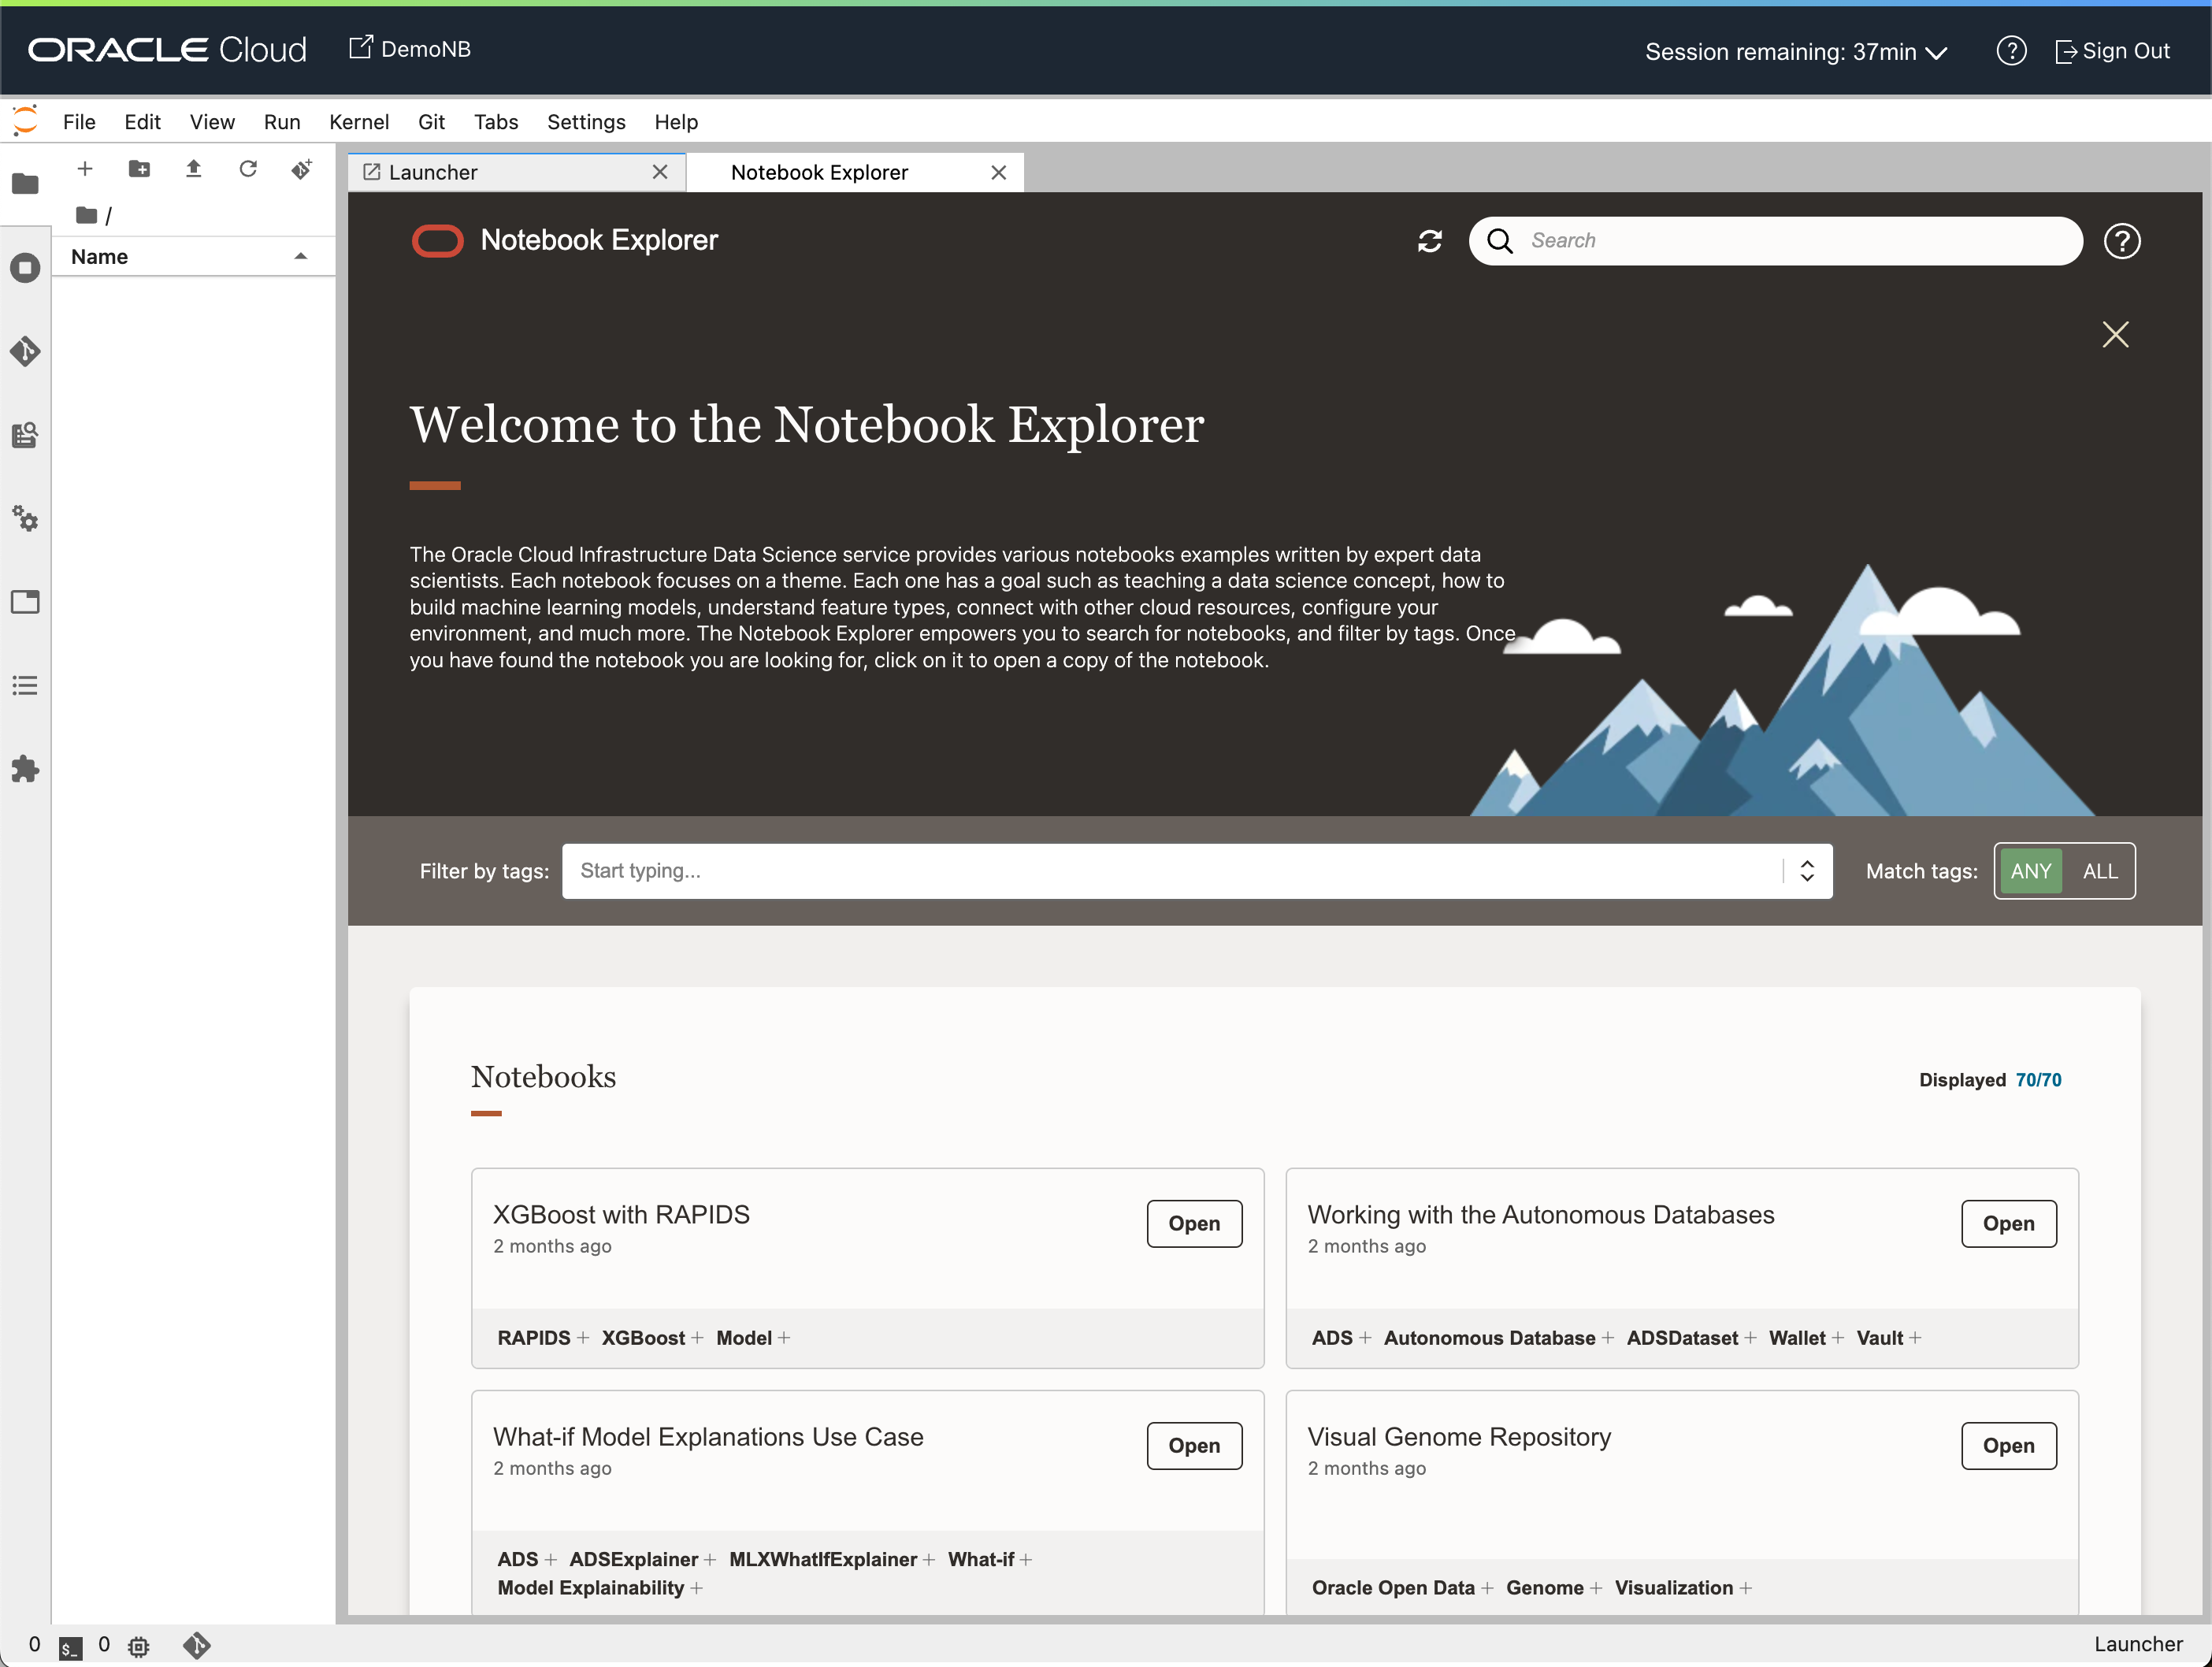 ORACLE Cloud DemoNB Session remaining: 37min ? Sign Out
File Edit View Run Kernel Git Tabs Settings Help
Launcher Notebook Explorer
/
Name
Notebook Explorer Search ?
Welcome to the Notebook Explorer
The Oracle Cloud Infrastructure Data Science service provides various notebooks examples written by expert data
scientists. Each notebook focuses on a theme. Each one has a goal such as teaching a data science concept, how to
build machine learning models, understand feature types, connect with other cloud resources, configure your
environment, and much more. The Notebook Explorer empowers you to search for notebooks, and filter by tags. Once
you have found the notebook you are looking for, click on it to open a copy of the notebook.
Filter by tags: Start typing... Match tags: ANY ALL
Notebooks
Displayed 70/70
XGBoost with RAPIDS
2 months ago
Open
RAPIDS + XGBoost + Model +
Working with the Autonomous Databases
2 months ago
Open
ADS + Autonomous Database + ADSDataset + Wallet + Vault +
What-if Model Explanations Use Case
2 months ago
Open
ADS + ADSExplainer + MLXWhatIfExplainer + What-if +
Model Explainability +
Visual Genome Repository
2 months ago
Open
Oracle Open Data + Genome + Visualization +
0 $_ 0 Launcher